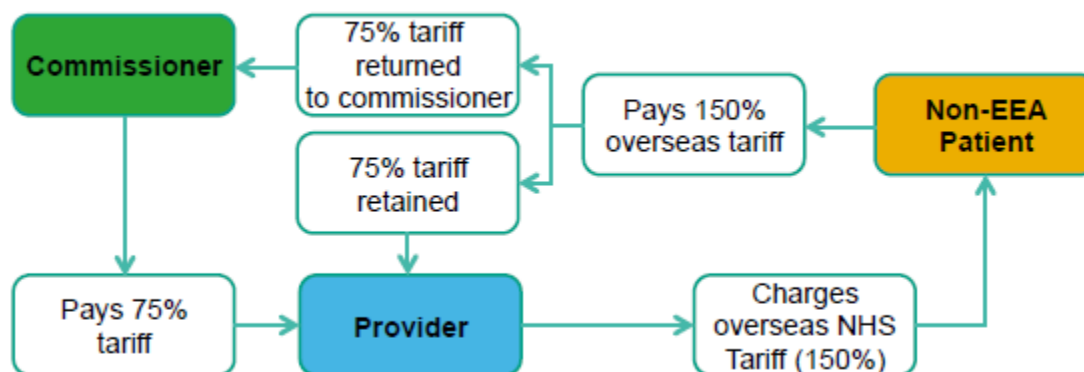 Commissioner
75% tariff
returned
to commissioner
Pays 150%
overseas tariff
Non-EEA
Patient
75% tariff
retained
Pays 75%
tariff
Provider
Charges
overseas NHS
Tariff (150%)